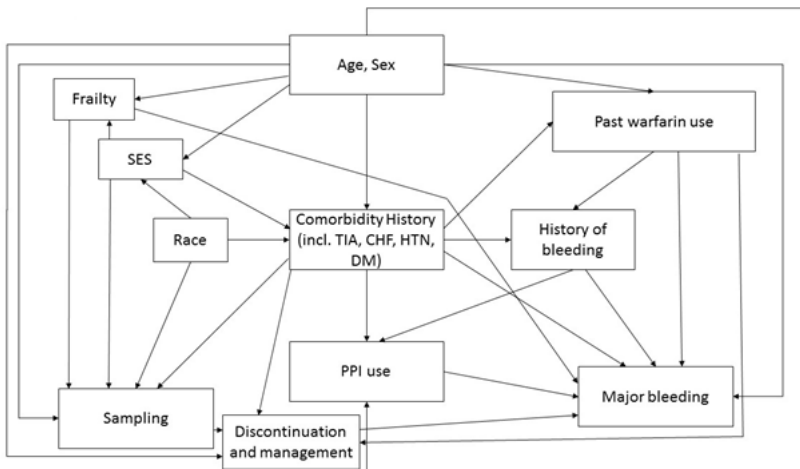 Age, Sex
Frailty
Past warfarin use
SES
Comorbidity History
(incl. TIA, CHF, HTN,
DM)
History of
bleeding
Race
PPI use
Major bleeding
Sampling
Discontinuation
and management